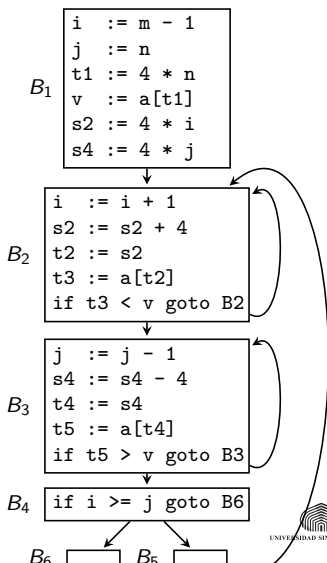 i := m - 1
j := n
t1 := 4 * n
B1
v := a[t1]
s2 := 4 * i
s4 := 4 * j
i := i + 1
s2 := s2 + 4
B2
t2 := s2
t3 := a[t2]
if t3 < v goto B2
j := j - 1
s4 := s4 - 4
B3
t4 := s4
t5 := a[t4]
if t5 > v goto B3
B4 if i >= j goto B6
UNIVERSIDAD
B6 B5